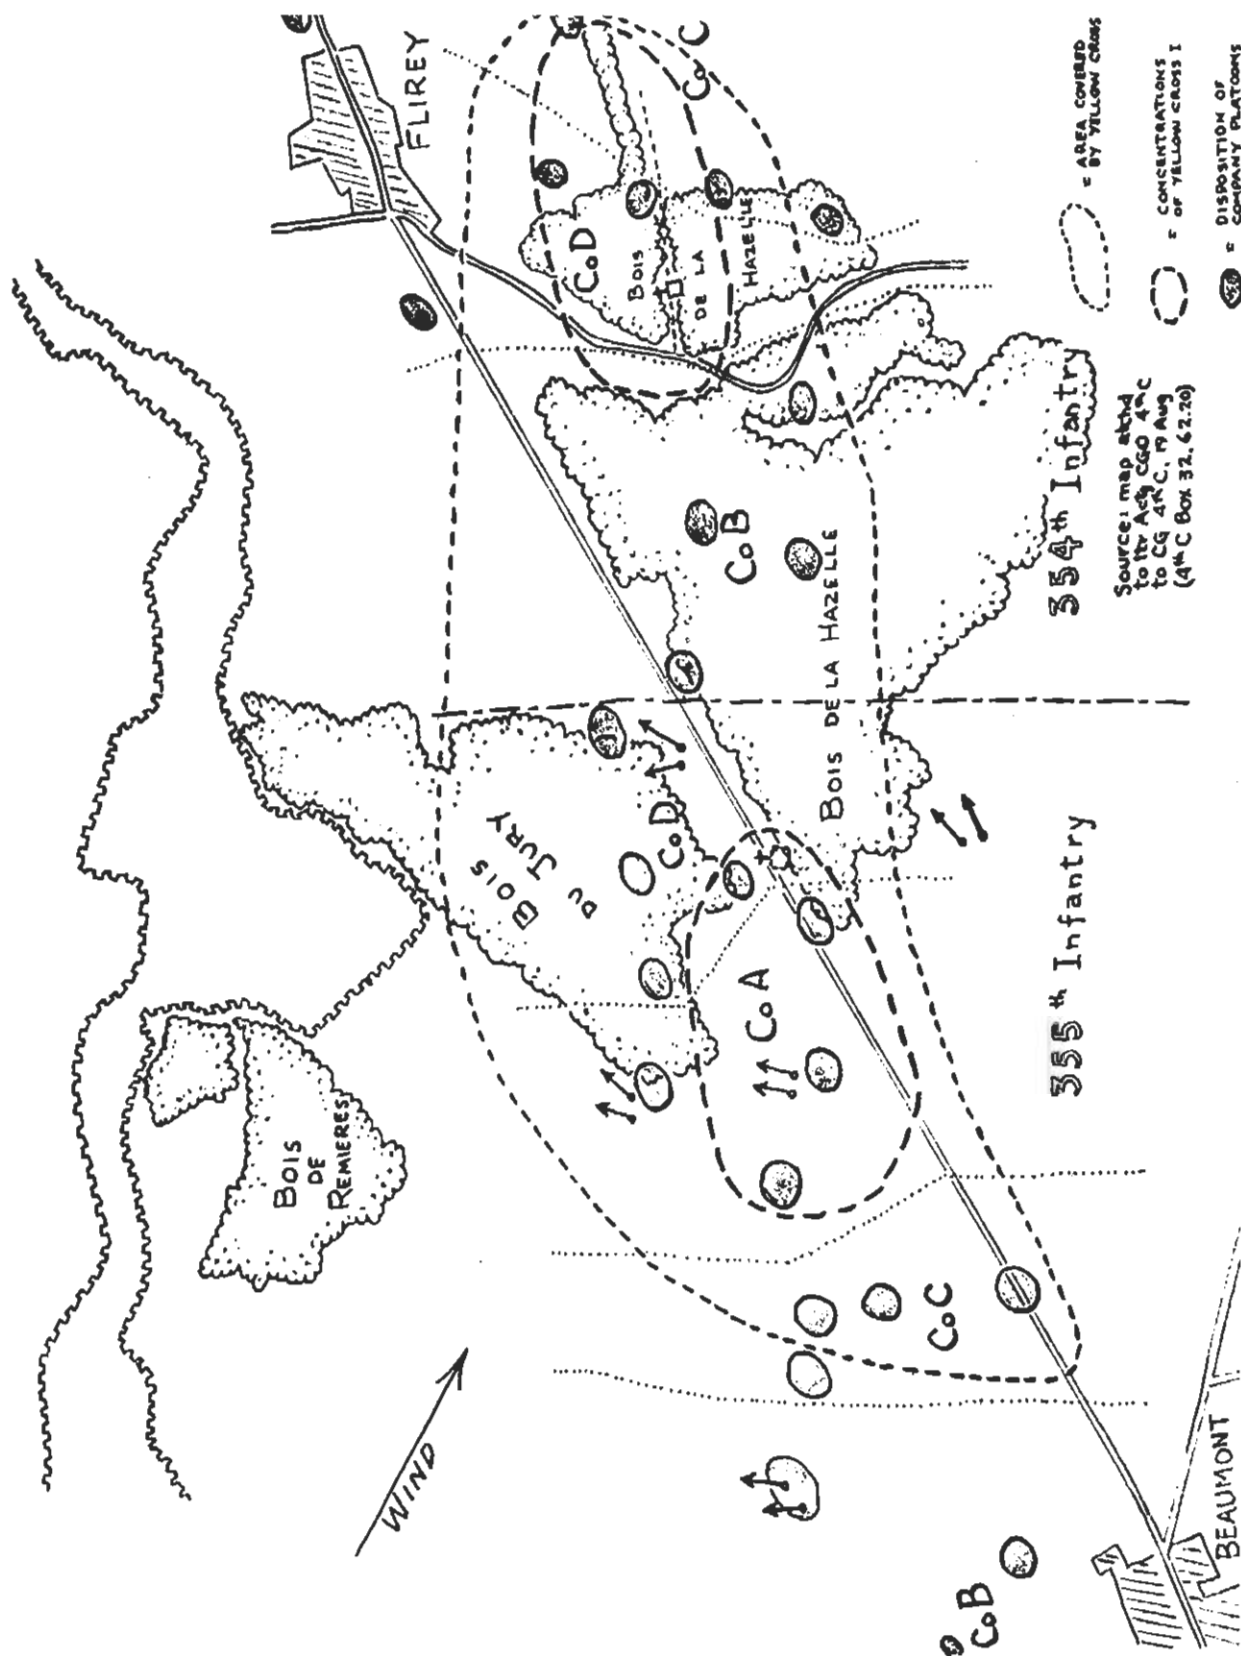 FLIREY
Co C
Co D
BOIS
DE LA
HAZELLE
= AREA COVERED
BY YELLOW CROSS
= CONCENTRATIONS
OF YELLOW CROSS I
= DISPOSITION OF
COMPANY PLATOONS
354th Infantry
Source: map atchd
to ltr Actg CGO 4th C
to CG 4th C, 19 Aug
(4th C Box 32, 62.20)
Co B
BOIS DE LA HAZELLE
BOIS
DU JURY
Co D
Co A
355th Infantry
BOIS
DE
REMIERES
Co C
WIND
Co B
BEAUMONT